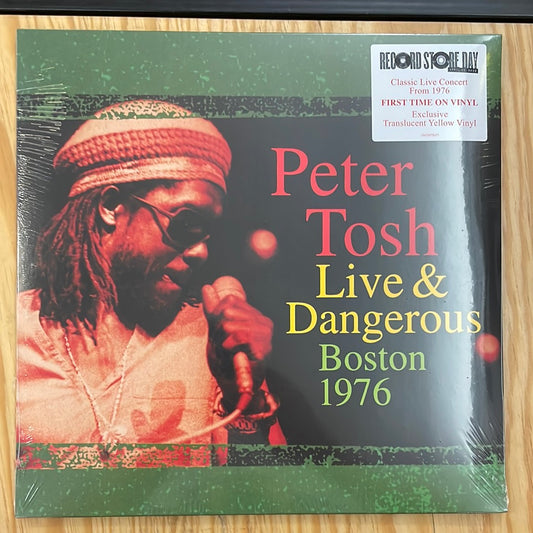 RECORD STORE DAY
Classic Live Concert
From 1976
FIRST TIME ON VINYL
Exclusive
Translucent Yellow Vinyl
Peter
Tosh
Live &
Dangerous
Boston
1976